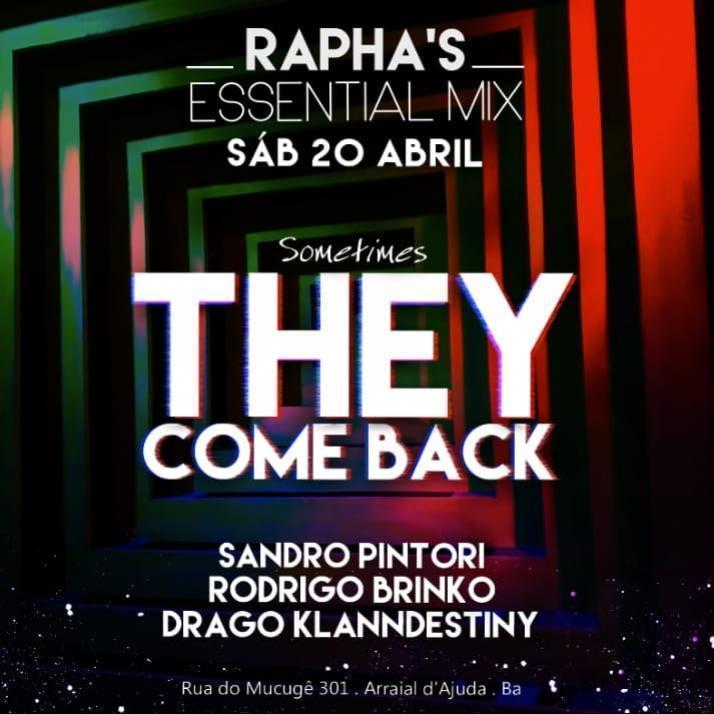 RAPHA'S
ESSENTIAL MIX
SÁB 20 ABRIL
Sometimes
THEY
COME BACK
SANDRO PINTORI
RODRIGO BRINKO
DRAGO KLANNDESTINY
Rua do Mucugê 301 . Arraial d'Ajuda . Ba